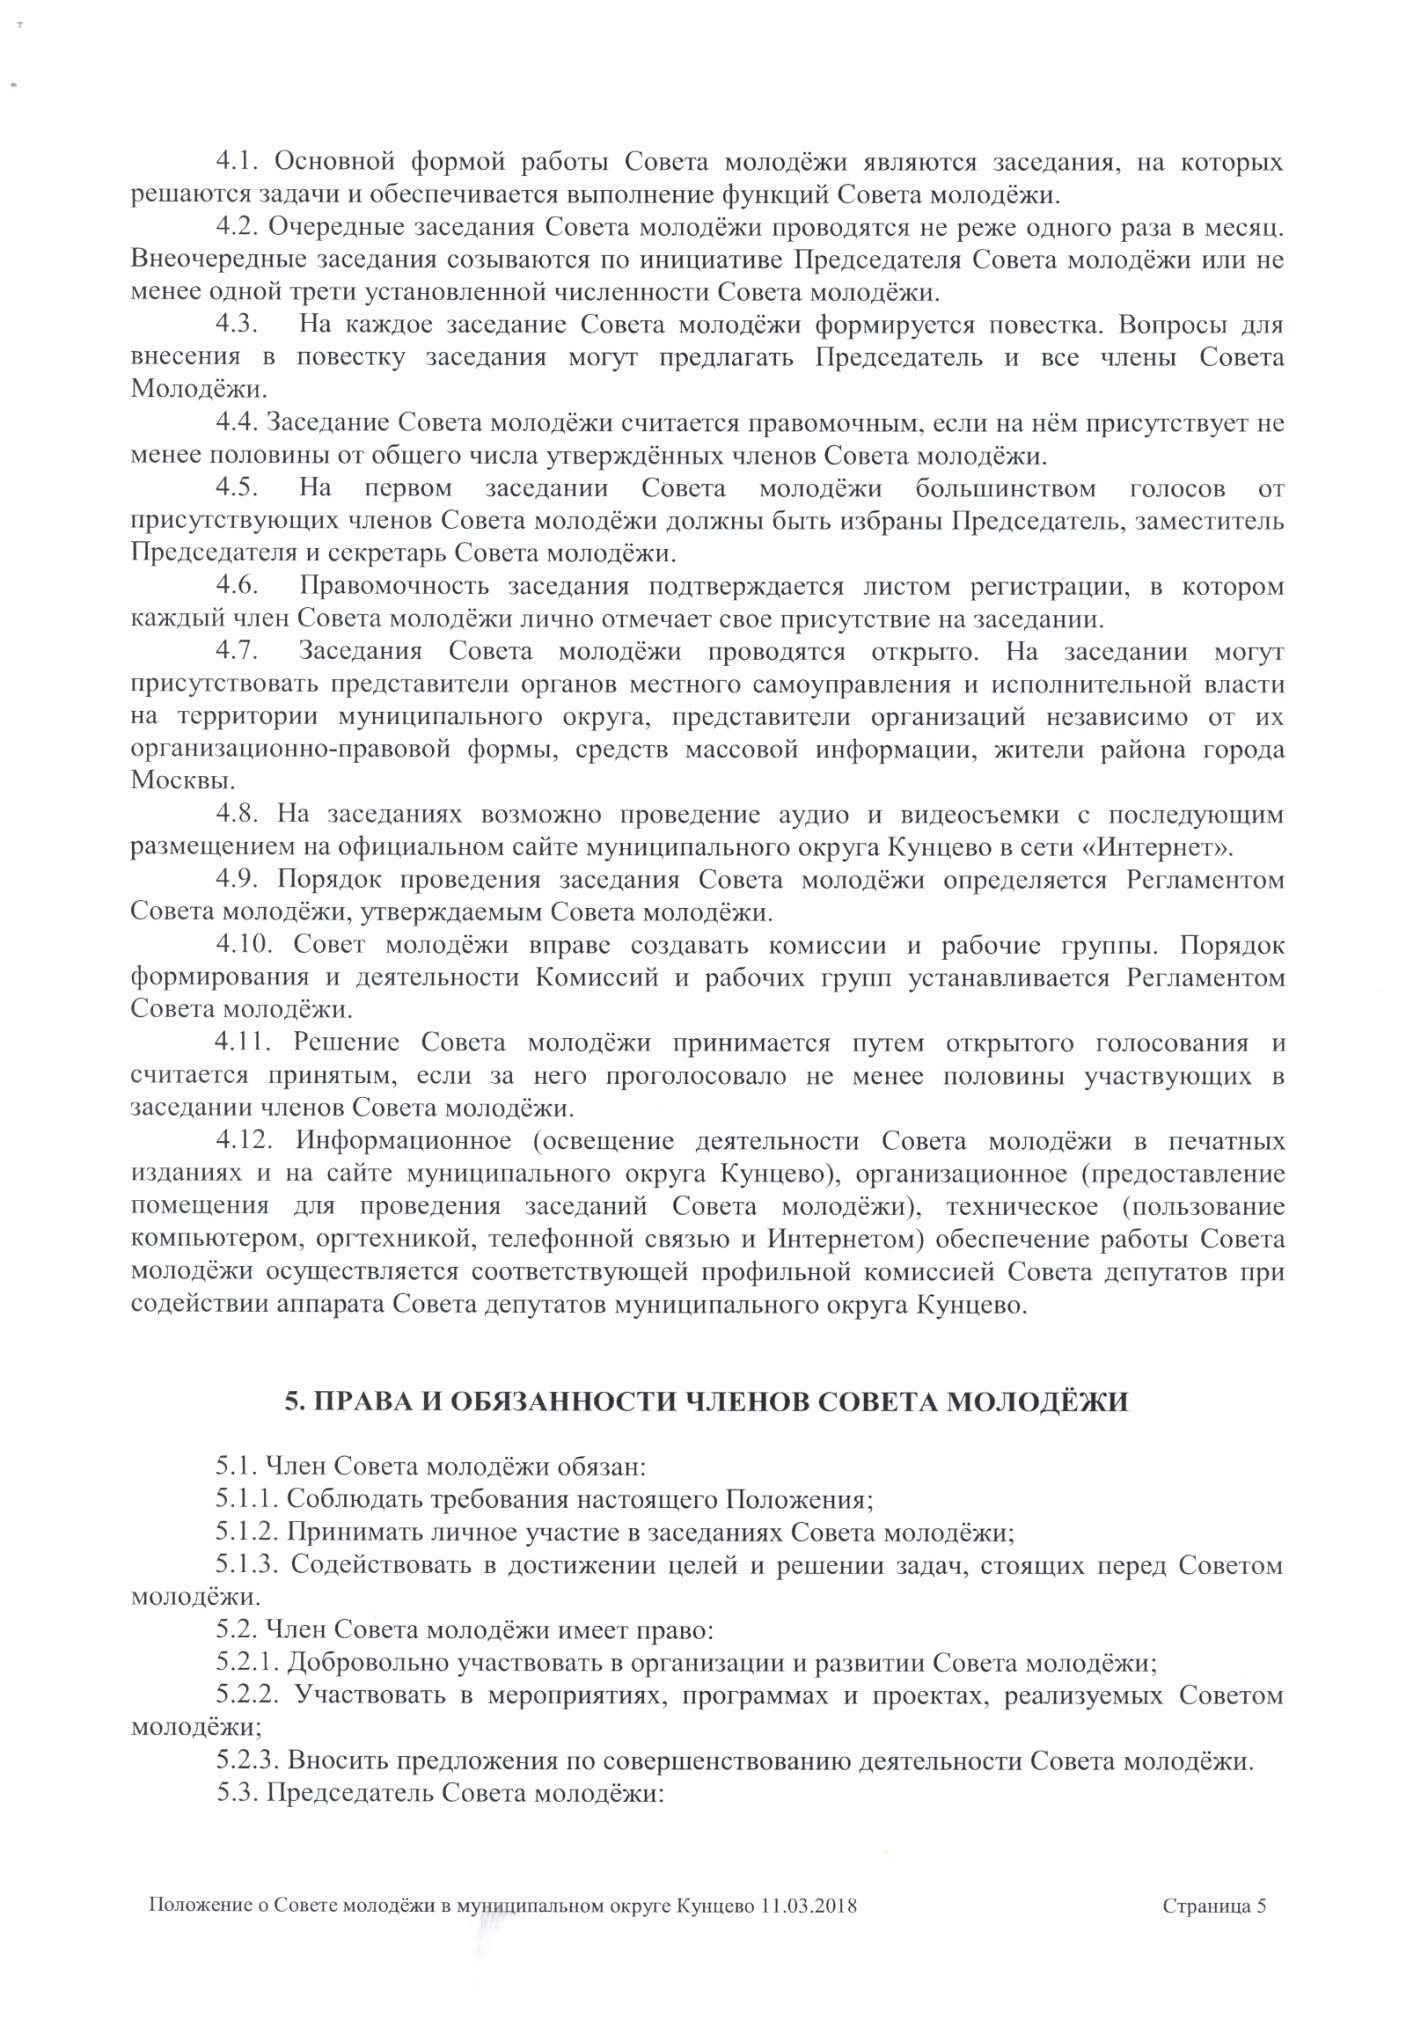 4.1. Основной формой работы Совета молодёжи являются заседания, на которых
решаются задачи и обеспечивается выполнение функций Совета молодёжи.
4.2. Очередные заседания Совета молодёжи проводятся не реже одного раза в месяц.
Внеочередные заседания созываются по инициативе Председателя Совета молодёжи или не
менее одной трети установленной численности Совета молодёжи.
4.3. На каждое заседание Совета молодёжи формируется повестка. Вопросы для
внесения в повестку заседания могут предлагать Председатель и все члены Совета
Молодёжи.
4.4. Заседание Совета молодёжи считается правомочным, если на нём присутствует не
менее половины от общего числа утверждённых членов Совета молодёжи.
4.5. На первом заседании Совета молодёжи большинством голосов от
присутствующих членов Совета молодёжи должны быть избраны Председатель, заместитель
Председателя и секретарь Совета молодёжи.
4.6. Правомочность заседания подтверждается листом регистрации, в котором
каждый член Совета молодёжи лично отмечает свое присутствие на заседании.
4.7. Заседания Совета молодёжи проводятся открыто. На заседании могут
присутствовать представители органов местного самоуправления и исполнительной власти
на территории муниципального округа, представители организаций независимо от их
организационно-правовой формы, средств массовой информации, жители района города
Москвы.
4.8. На заседаниях возможно проведение аудио и видеосъемки с последующим
размещением на официальном сайте муниципального округа Кунцево в сети «Интернет».
4.9. Порядок проведения заседания Совета молодёжи определяется Регламентом
Совета молодёжи, утверждаемым Совета молодёжи.
4.10. Совет молодёжи вправе создавать комиссии и рабочие группы. Порядок
формирования и деятельности Комиссий и рабочих групп устанавливается Регламентом
Совета молодёжи.
4.11. Решение Совета молодёжи принимается путем открытого голосования и
считается принятым, если за него проголосовало не менее половины участвующих в
заседании членов Совета молодёжи.
4.12. Информационное (освещение деятельности Совета молодёжи в печатных
изданиях и на сайте муниципального округа Кунцево), организационное (предоставление
помещения для проведения заседаний Совета молодёжи), техническое (пользование
компьютером, оргтехникой, телефонной связью и Интернетом) обеспечение работы Совета
молодёжи осуществляется соответствующей профильной комиссией Совета депутатов при
содействии аппарата Совета депутатов муниципального округа Кунцево.
5. ПРАВА И ОБЯЗАННОСТИ ЧЛЕНОВ СОВЕТА МОЛОДЁЖИ
5.1. Член Совета молодёжи обязан:
5.1.1. Соблюдать требования настоящего Положения;
5.1.2. Принимать личное участие в заседаниях Совета молодёжи;
5.1.3. Содействовать в достижении целей и решении задач, стоящих перед Советом
молодёжи.
5.2. Член Совета молодёжи имеет право:
5.2.1. Добровольно участвовать в организации и развитии Совета молодёжи;
5.2.2. Участвовать в мероприятиях, программах и проектах, реализуемых Советом
молодёжи;
5.2.3. Вносить предложения по совершенствованию деятельности Совета молодёжи.
5.3. Председатель Совета молодёжи:
Положение о Совете молодёжи в муниципальном округе Кунцево 11.03.2018 Страница 5